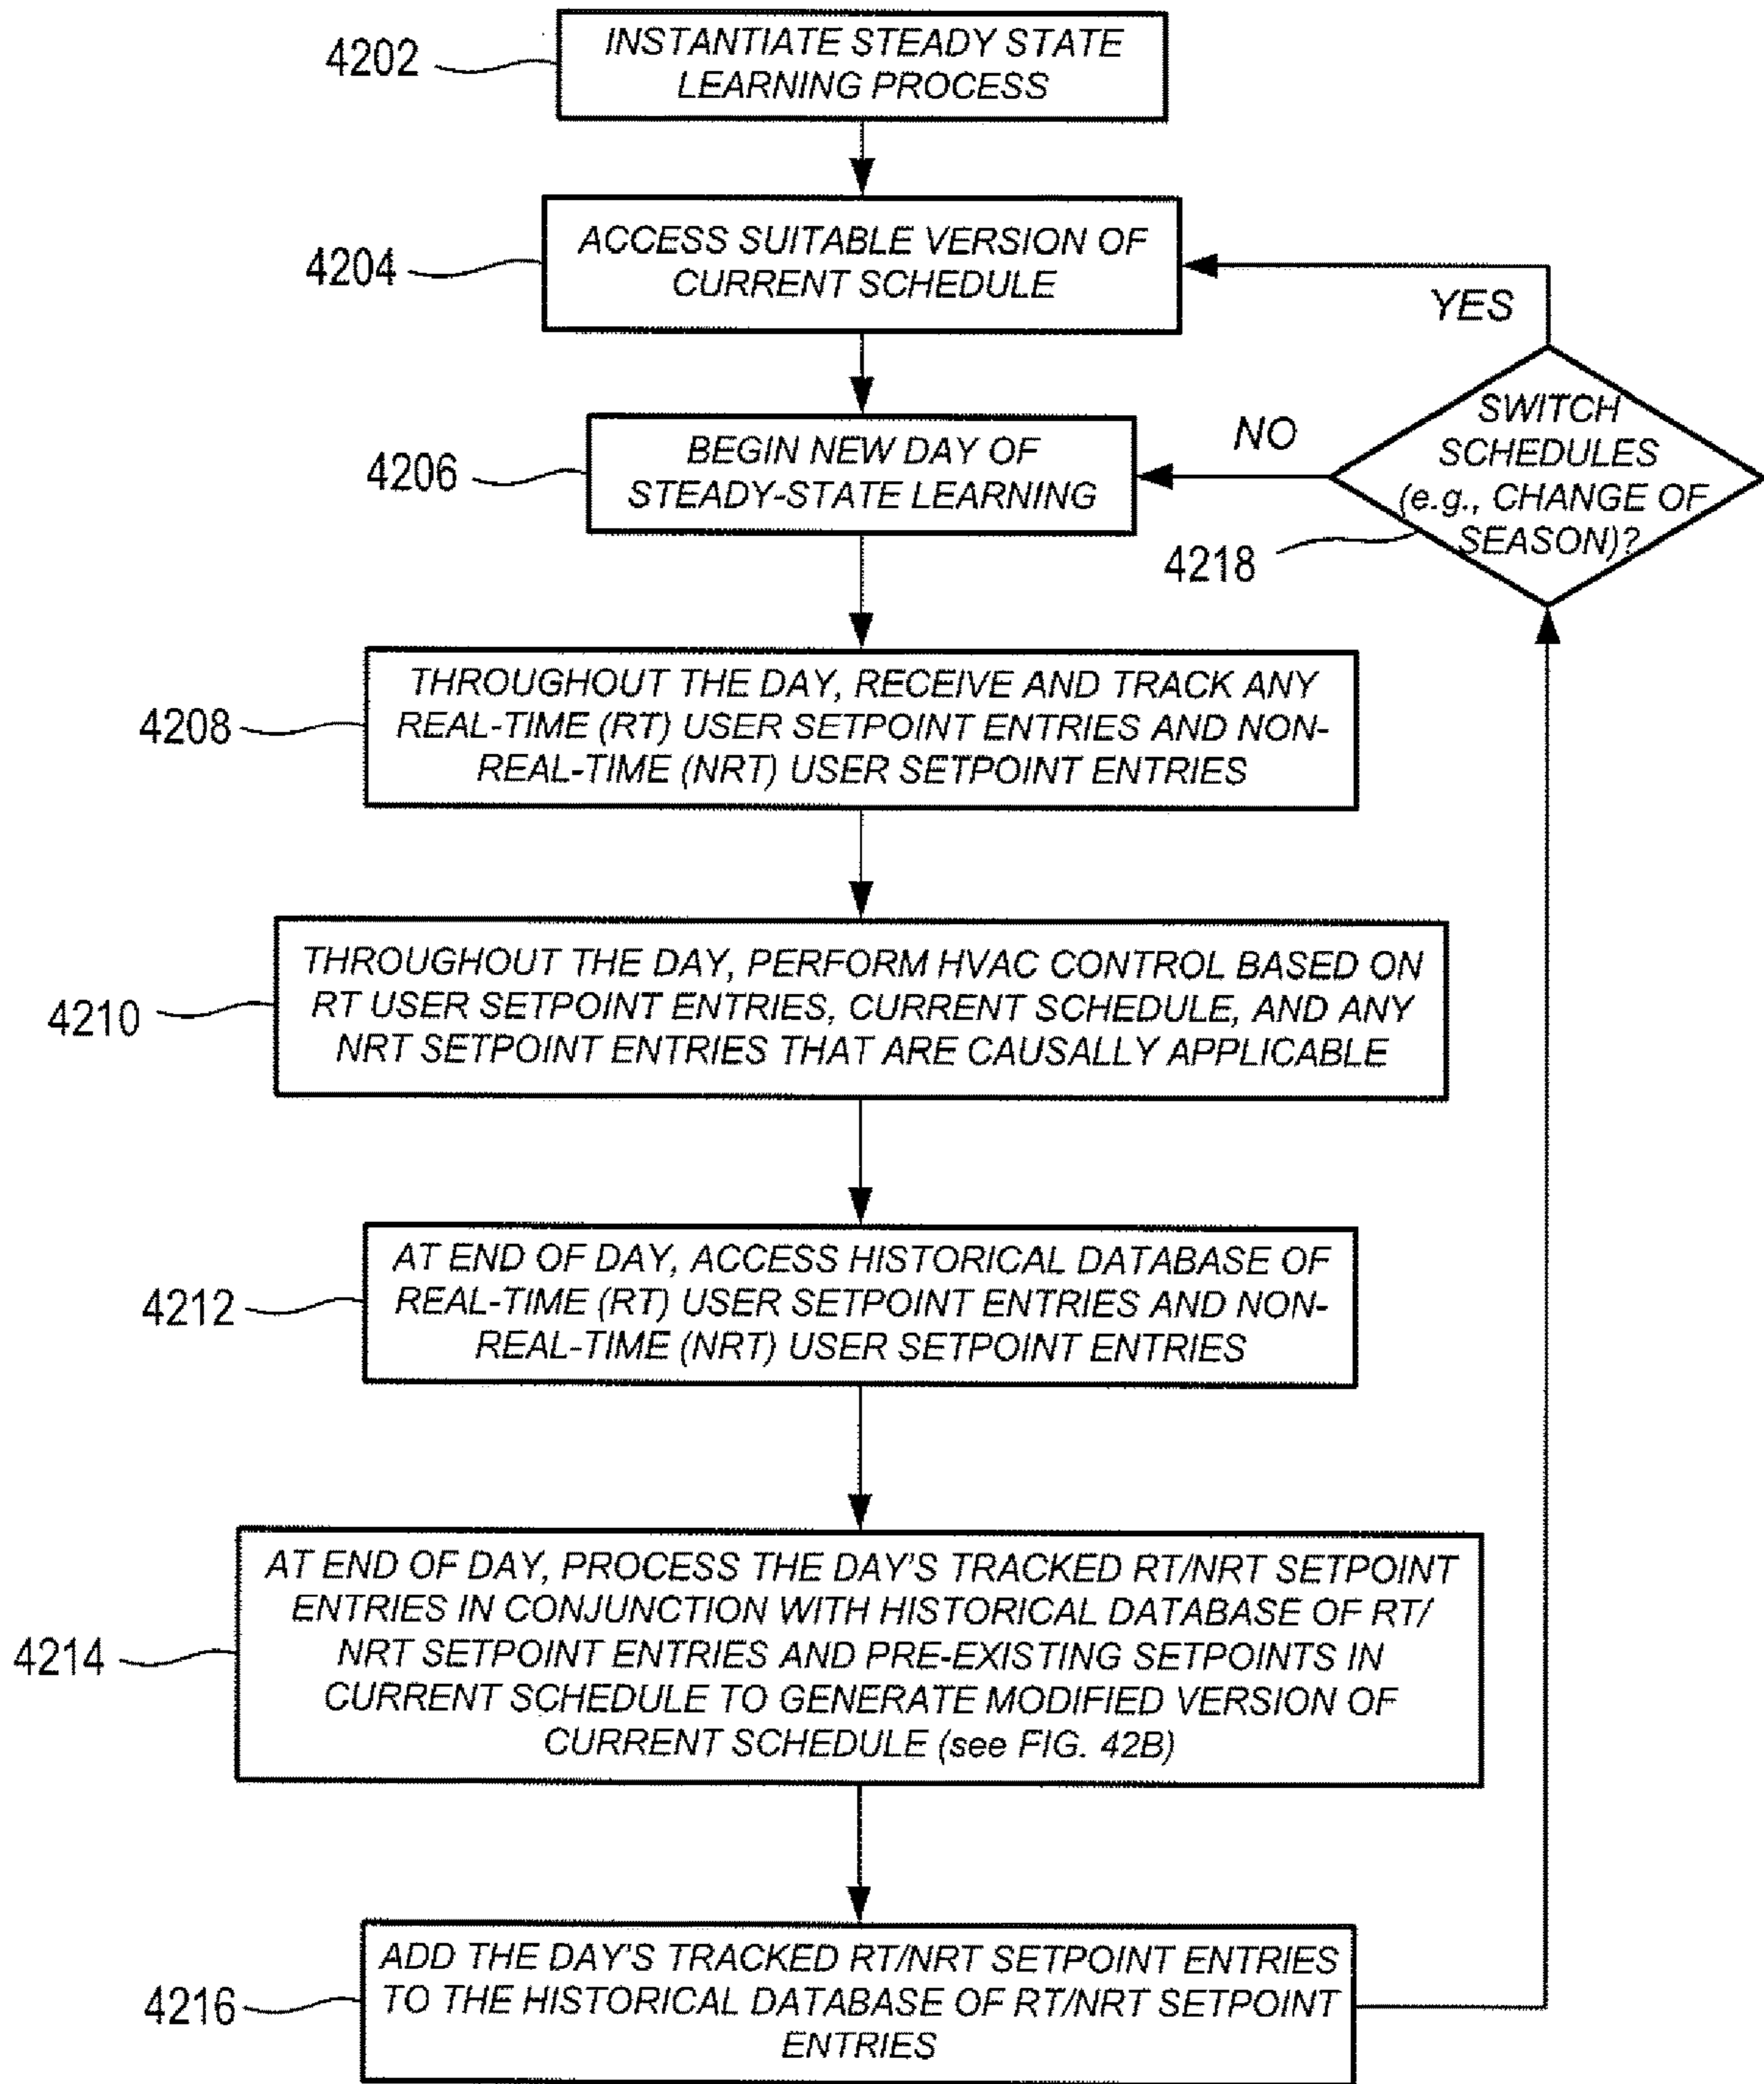 4202
INSTANTIATE STEADY STATE
LEARNING PROCESS
4204
ACCESS SUITABLE VERSION OF
CURRENT SCHEDULE
YES
4206
BEGIN NEW DAY OF
STEADY-STATE LEARNING
NO
SWITCH
SCHEDULES
(e.g., CHANGE OF
SEASON)?
4218
4208
THROUGHOUT THE DAY, RECEIVE AND TRACK ANY
REAL-TIME (RT) USER SETPOINT ENTRIES AND NON-
REAL-TIME (NRT) USER SETPOINT ENTRIES
4210
THROUGHOUT THE DAY, PERFORM HVAC CONTROL BASED ON
RT USER SETPOINT ENTRIES, CURRENT SCHEDULE, AND ANY
NRT SETPOINT ENTRIES THAT ARE CAUSALLY APPLICABLE
4212
AT END OF DAY, ACCESS HISTORICAL DATABASE OF
REAL-TIME (RT) USER SETPOINT ENTRIES AND NON-
REAL-TIME (NRT) USER SETPOINT ENTRIES
4214
AT END OF DAY, PROCESS THE DAY'S TRACKED RT/NRT SETPOINT
ENTRIES IN CONJUNCTION WITH HISTORICAL DATABASE OF RT/
NRT SETPOINT ENTRIES AND PRE-EXISTING SETPOINTS IN
CURRENT SCHEDULE TO GENERATE MODIFIED VERSION OF
CURRENT SCHEDULE (see FIG. 42B)
4216
ADD THE DAY'S TRACKED RT/NRT SETPOINT ENTRIES
TO THE HISTORICAL DATABASE OF RT/NRT SETPOINT
ENTRIES